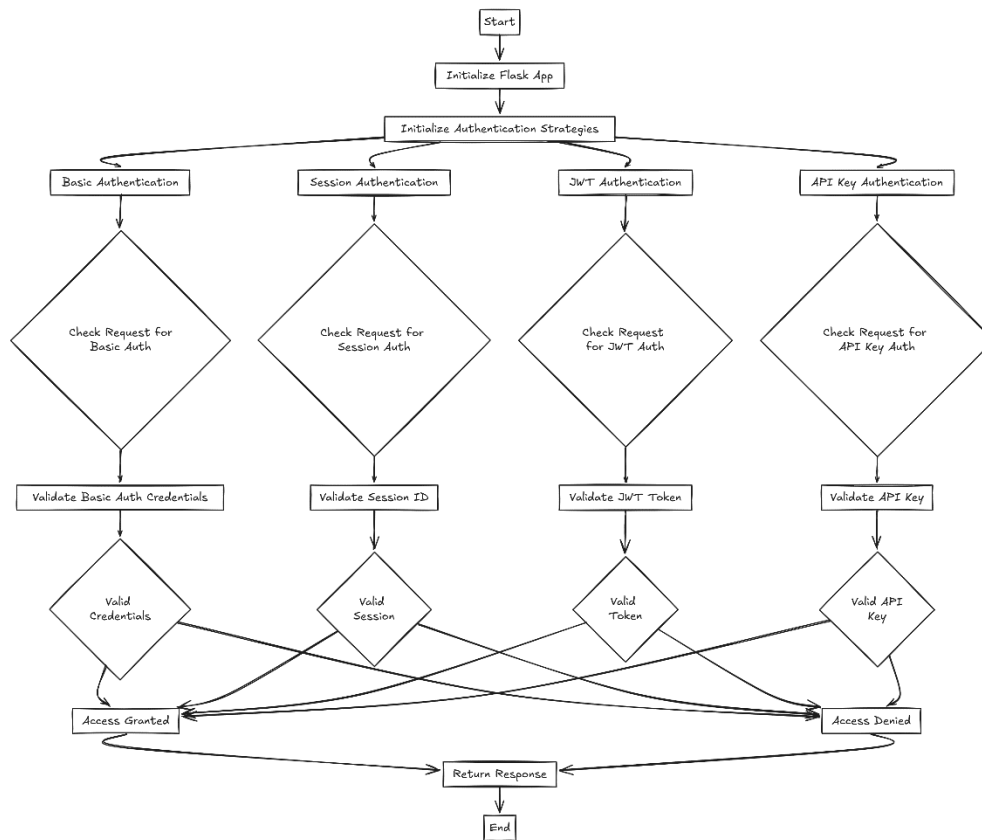 Start
Initialize Flask App
Initialize Authentication Strategies
Basic Authentication
Session Authentication
JWT Authentication
API Key Authentication
Check Request for
Basic Auth
Check Request for
Session Auth
Check Request
for JWT Auth
Check Request for
API Key Auth
Validate Basic Auth Credentials
Validate Session ID
Validate JWT Token
Validate API Key
Valid
Credentials
Valid
Session
Valid
Token
Valid API
Key
Access Granted
Access Denied
Return Response
End